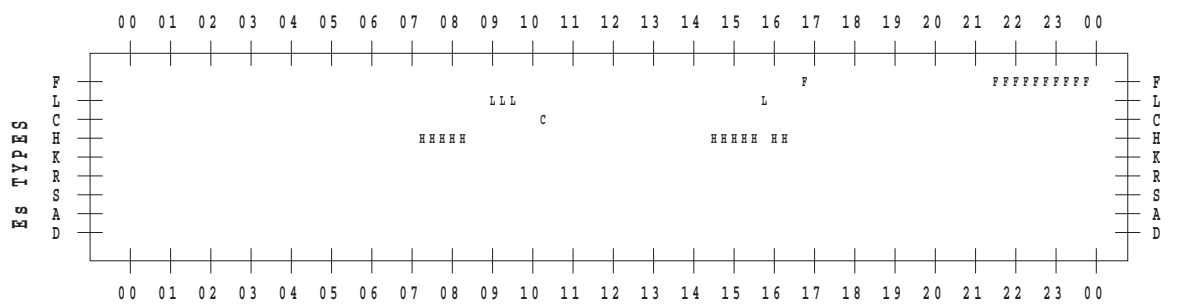 00 01 02 03 04 05 06 07 08 09 10 11 12 13 14 15 16 17 18 19 20 21 22 23 00
F F FFFFFFFFFF F
L LLL L L
C C C
H HHHHH HHHHH HH H
K K
R R
S S
A A
D D
Es TYPES
00 01 02 03 04 05 06 07 08 09 10 11 12 13 14 15 16 17 18 19 20 21 22 23 00